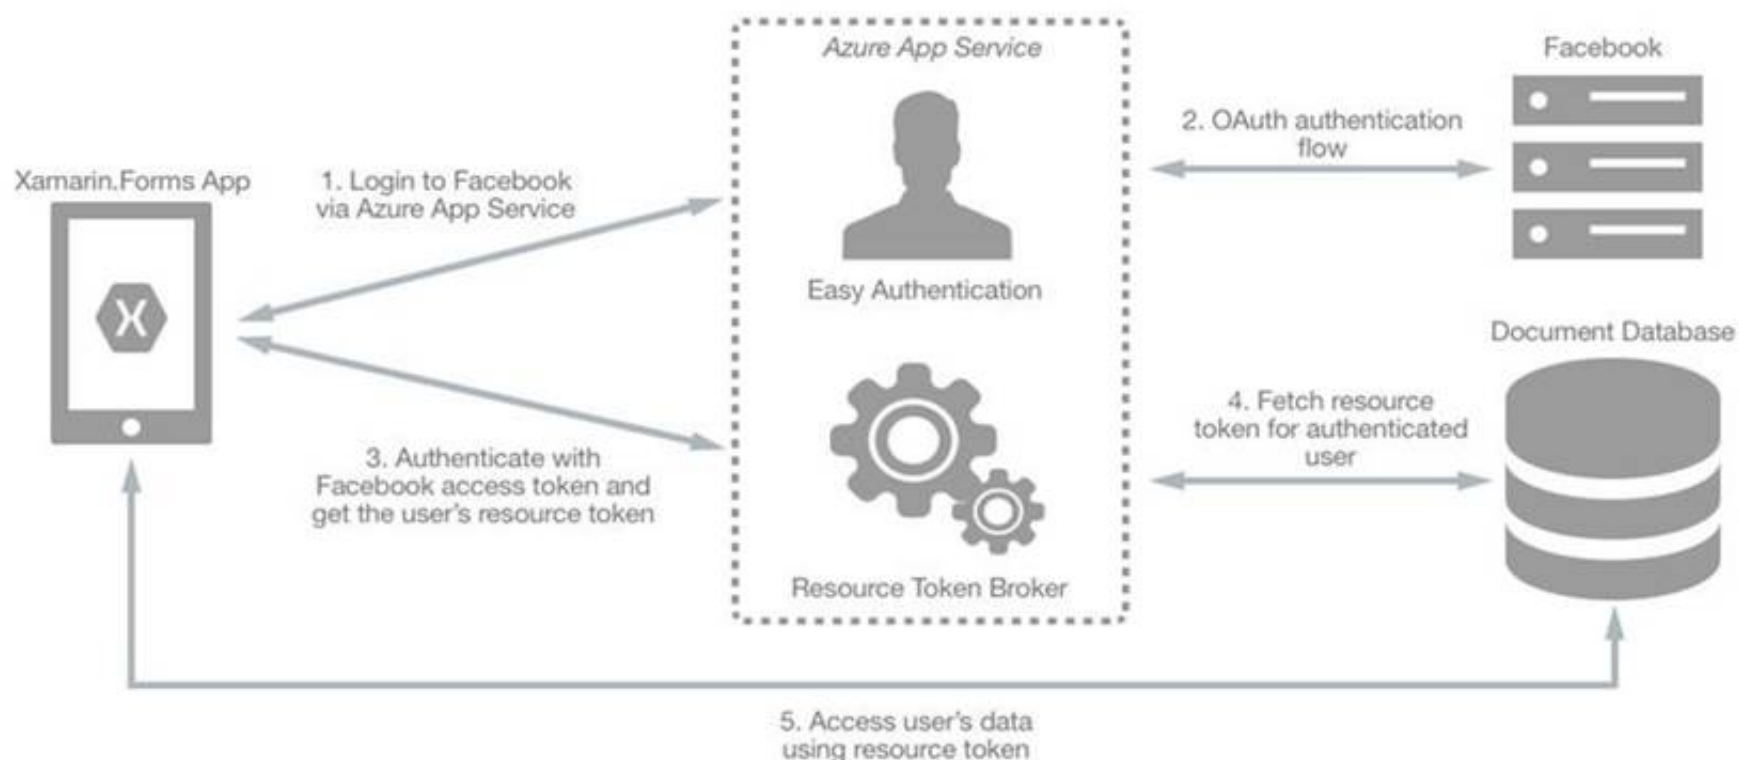 Azure App Service
Facebook
2. OAuth authentication
flow
Xamarin.Forms App
1. Login to Facebook
via Azure App Service
X
Easy Authentication
Document Database
4. Fetch resource
token for authenticated
user
3. Authenticate with
Facebook access token and
get the user's resource token
Resource Token Broker
5. Access user's data
using resource token